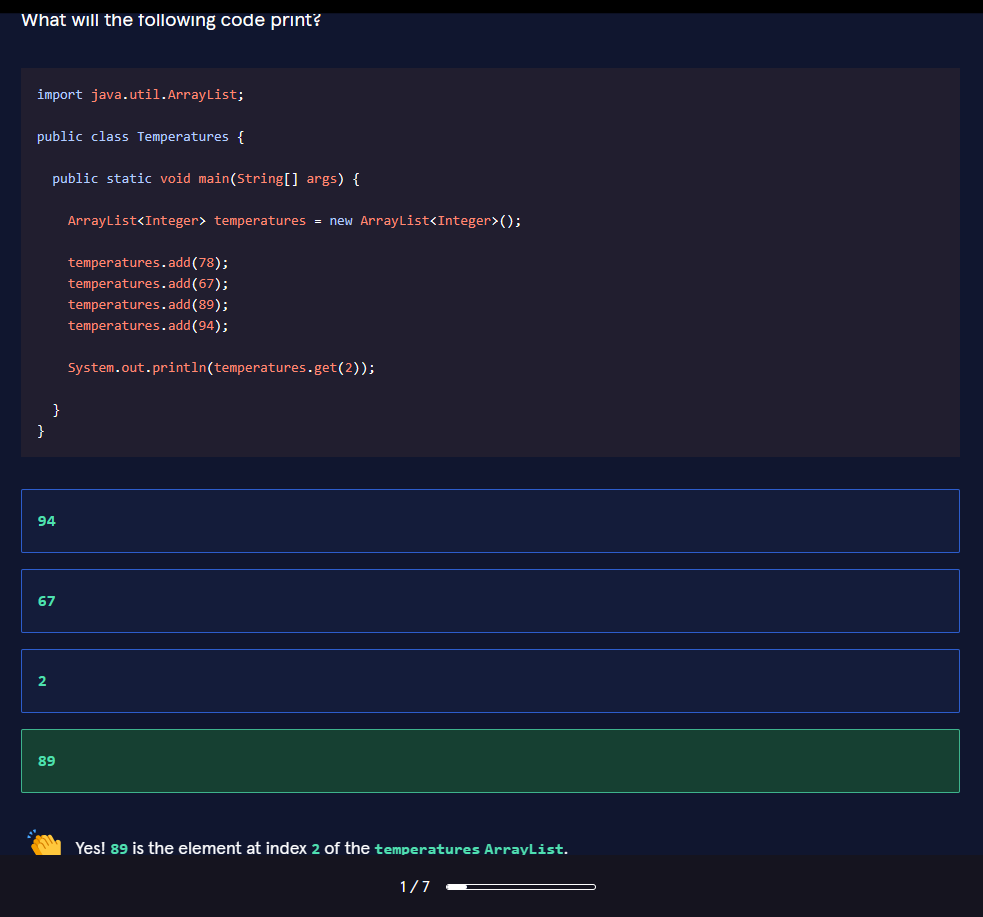 What will the following code print?
import java.util.ArrayList;
public class Temperatures {
public static void main(String[] args) {
ArrayList<Integer> temperatures = new ArrayList<Integer>();
temperatures.add(78);
temperatures.add(67);
temperatures.add(89);
temperatures.add(94);
System.out.println(temperatures.get(2));
}
}
94
67
2
89
Yes! 89 is the element at index 2 of the temperatures ArrayList.
1 / 7